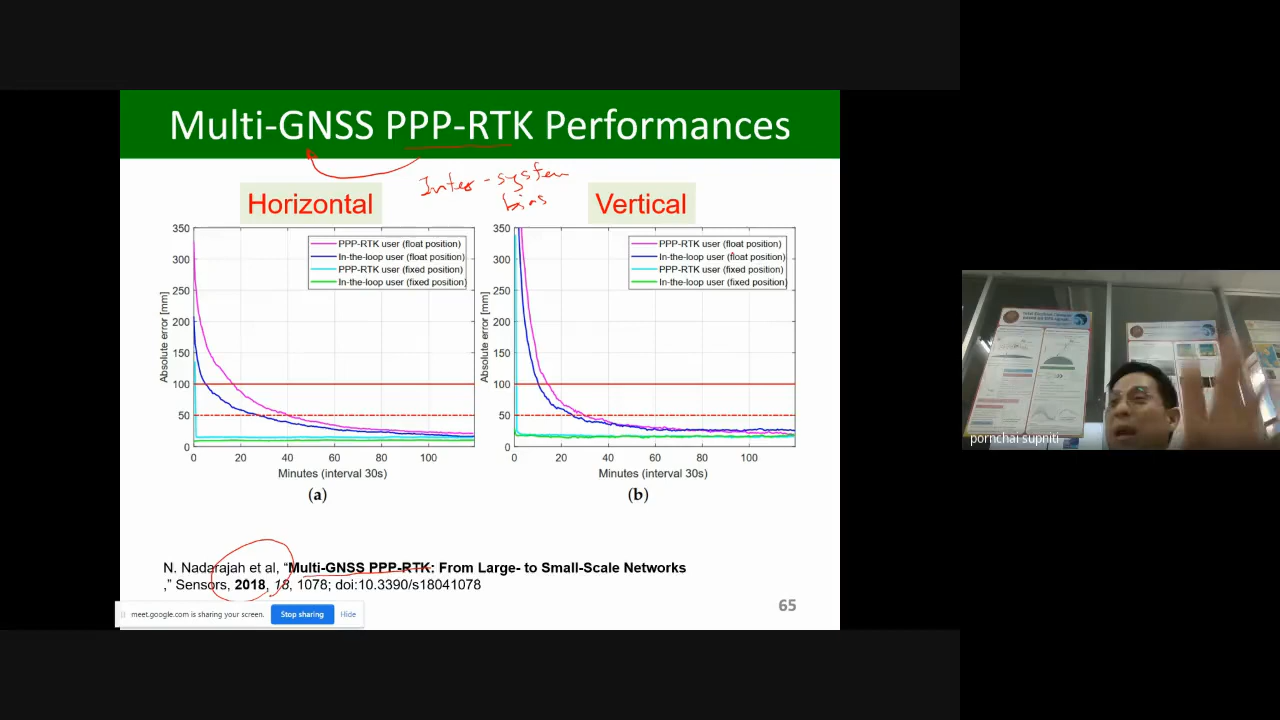 Multi-GNSS PPP-RTK Performances
Inter-system
bias
Horizontal
Vertical
350
300
250
200
150
100
50
0
Absolute error [mm]
PPP-RTK user (float position)
In-the-loop user (float position)
PPP-RTK user (fixed position)
In-the-loop user (fixed position)
0 20 40 60 80 100
Minutes (interval 30s)
(a)
350
300
250
200
150
100
50
0
Absolute error [mm]
PPP-RTK user (float position)
In-the-loop user (float position)
PPP-RTK user (fixed position)
In-the-loop user (fixed position)
0 20 40 60 80 100
Minutes (interval 30s)
(b)
N. Nadarajah et al, “Multi-GNSS PPP-RTK: From Large- to Small-Scale Networks
,” Sensors, 2018, 18, 1078; doi:10.3390/s18041078
65
meet.google.com is sharing your screen. Stop sharing Hide
pornchai supniti